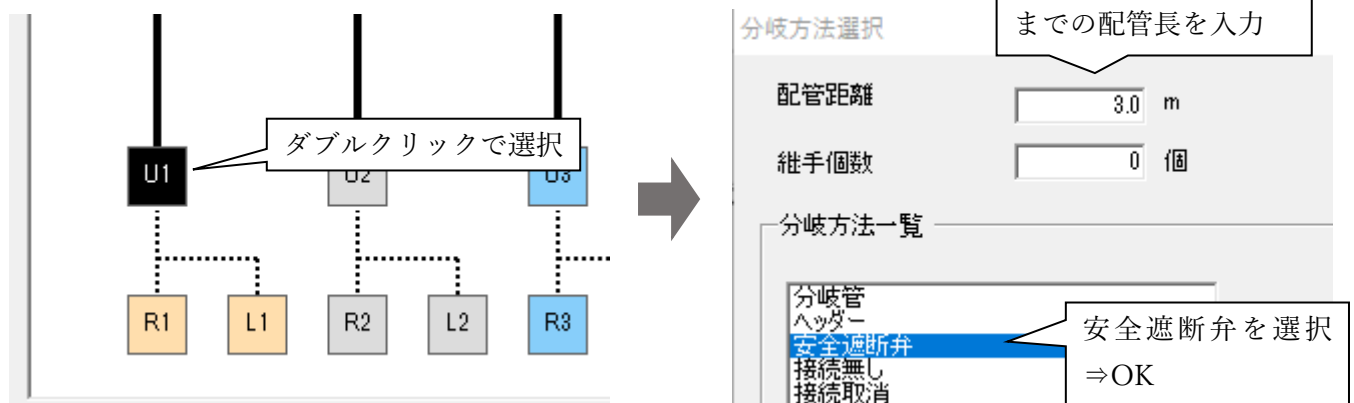 ダブルクリックで選択
U1
U2
U3
R1
L1
R2
L2
R3
分岐方法選択
までの配管長を入力
配管距離 3.0 m
継手個数 0 個
分岐方法一覧
分岐管
ヘッダー
安全遮断弁
接続無し
接続取消
安全遮断弁を選択
⇒OK